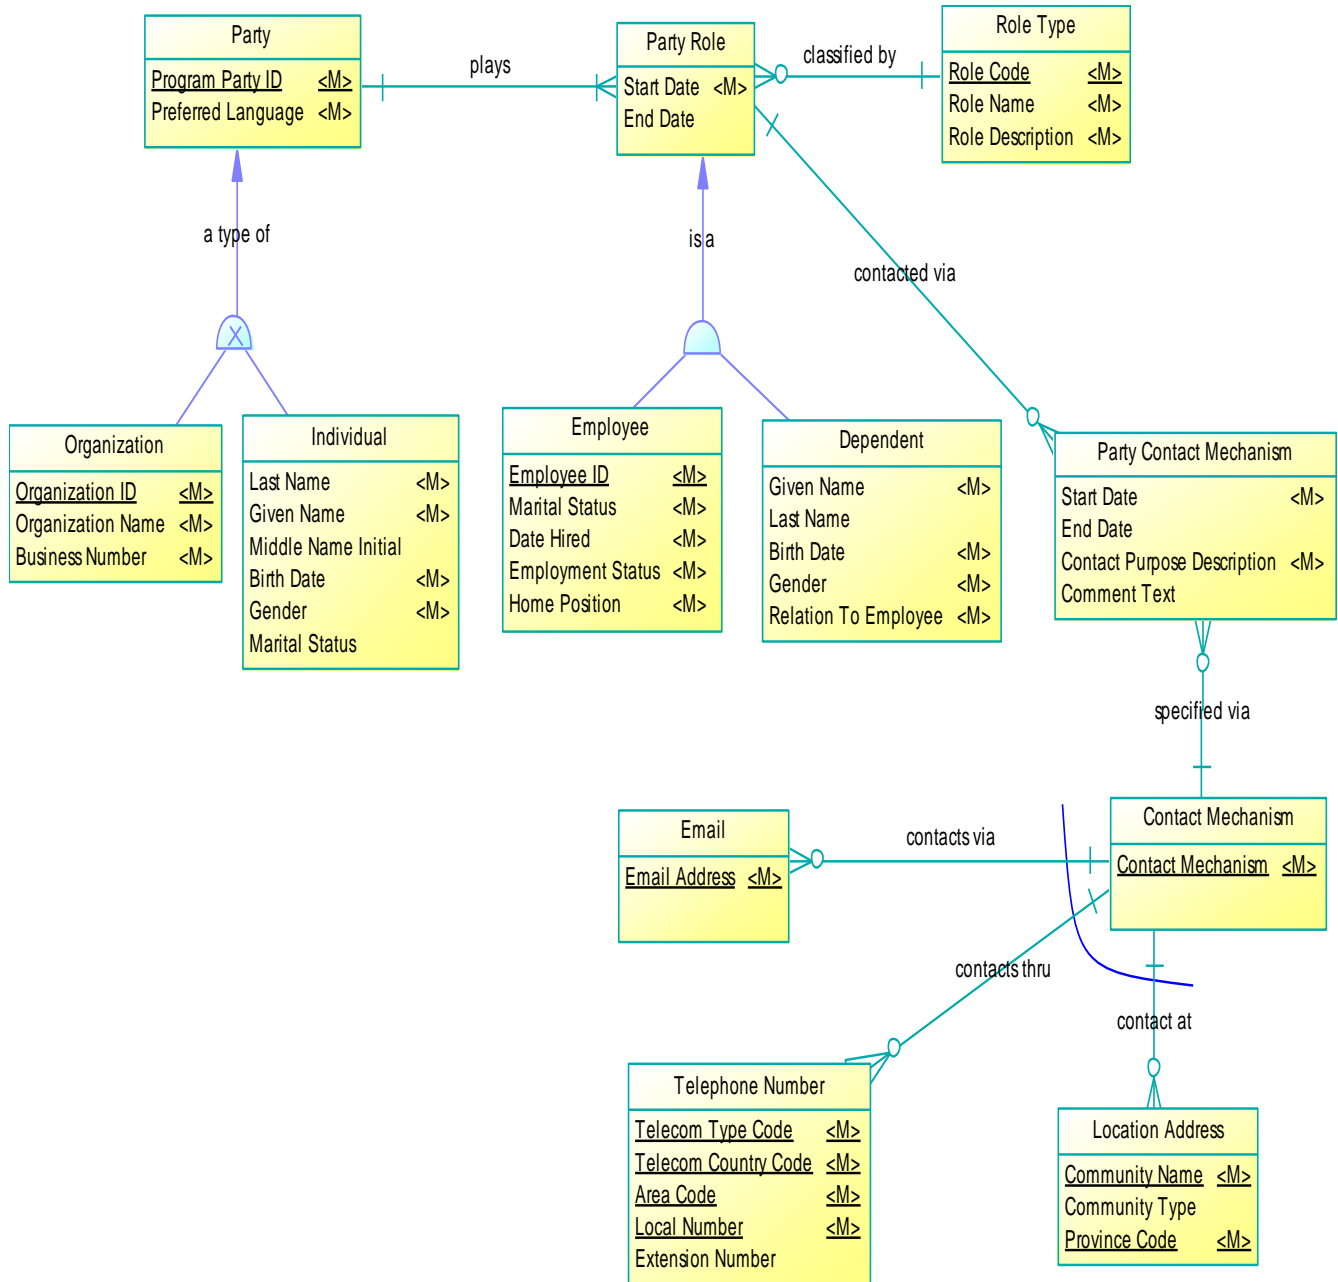 Party
Program Party ID <M>
Preferred Language <M>
plays
Party Role
Start Date <M>
End Date
classified by
Role Type
Role Code <M>
Role Name <M>
Role Description <M>
a type of
is a
contacted via
Organization
Organization ID <M>
Organization Name <M>
Business Number <M>
Individual
Last Name <M>
Given Name <M>
Middle Name Initial
Birth Date <M>
Gender <M>
Marital Status
Employee
Employee ID <M>
Marital Status <M>
Date Hired <M>
Employment Status <M>
Home Position <M>
Dependent
Given Name <M>
Last Name
Birth Date <M>
Gender <M>
Relation To Employee <M>
Party Contact Mechanism
Start Date <M>
End Date
Contact Purpose Description <M>
Comment Text
specified via
Email
Email Address <M>
contacts via
Contact Mechanism
Contact Mechanism <M>
contacts thru
contact at
Telephone Number
Telecom Type Code <M>
Telecom Country Code <M>
Area Code <M>
Local Number <M>
Extension Number
Location Address
Community Name <M>
Community Type
Province Code <M>
X